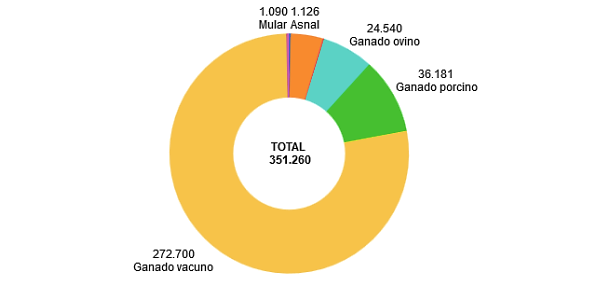 1.090 1.126
Mular Asnal
24.540
Ganado ovino
36.181
Ganado porcino
TOTAL
351.260
272.700
Ganado vacuno